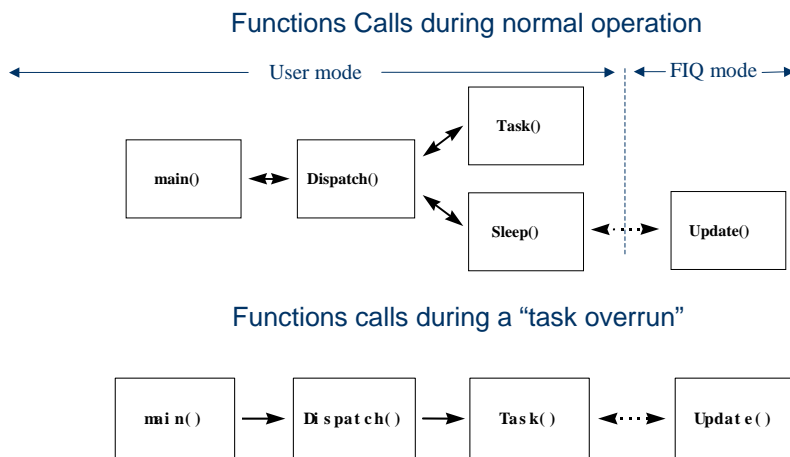 Functions Calls during normal operation
User mode
FIQ mode
Task()
main()
Dispatch()
Sleep()
Update()
Functions calls during a “task overrun”
main()
Dispatch()
Task()
Update()